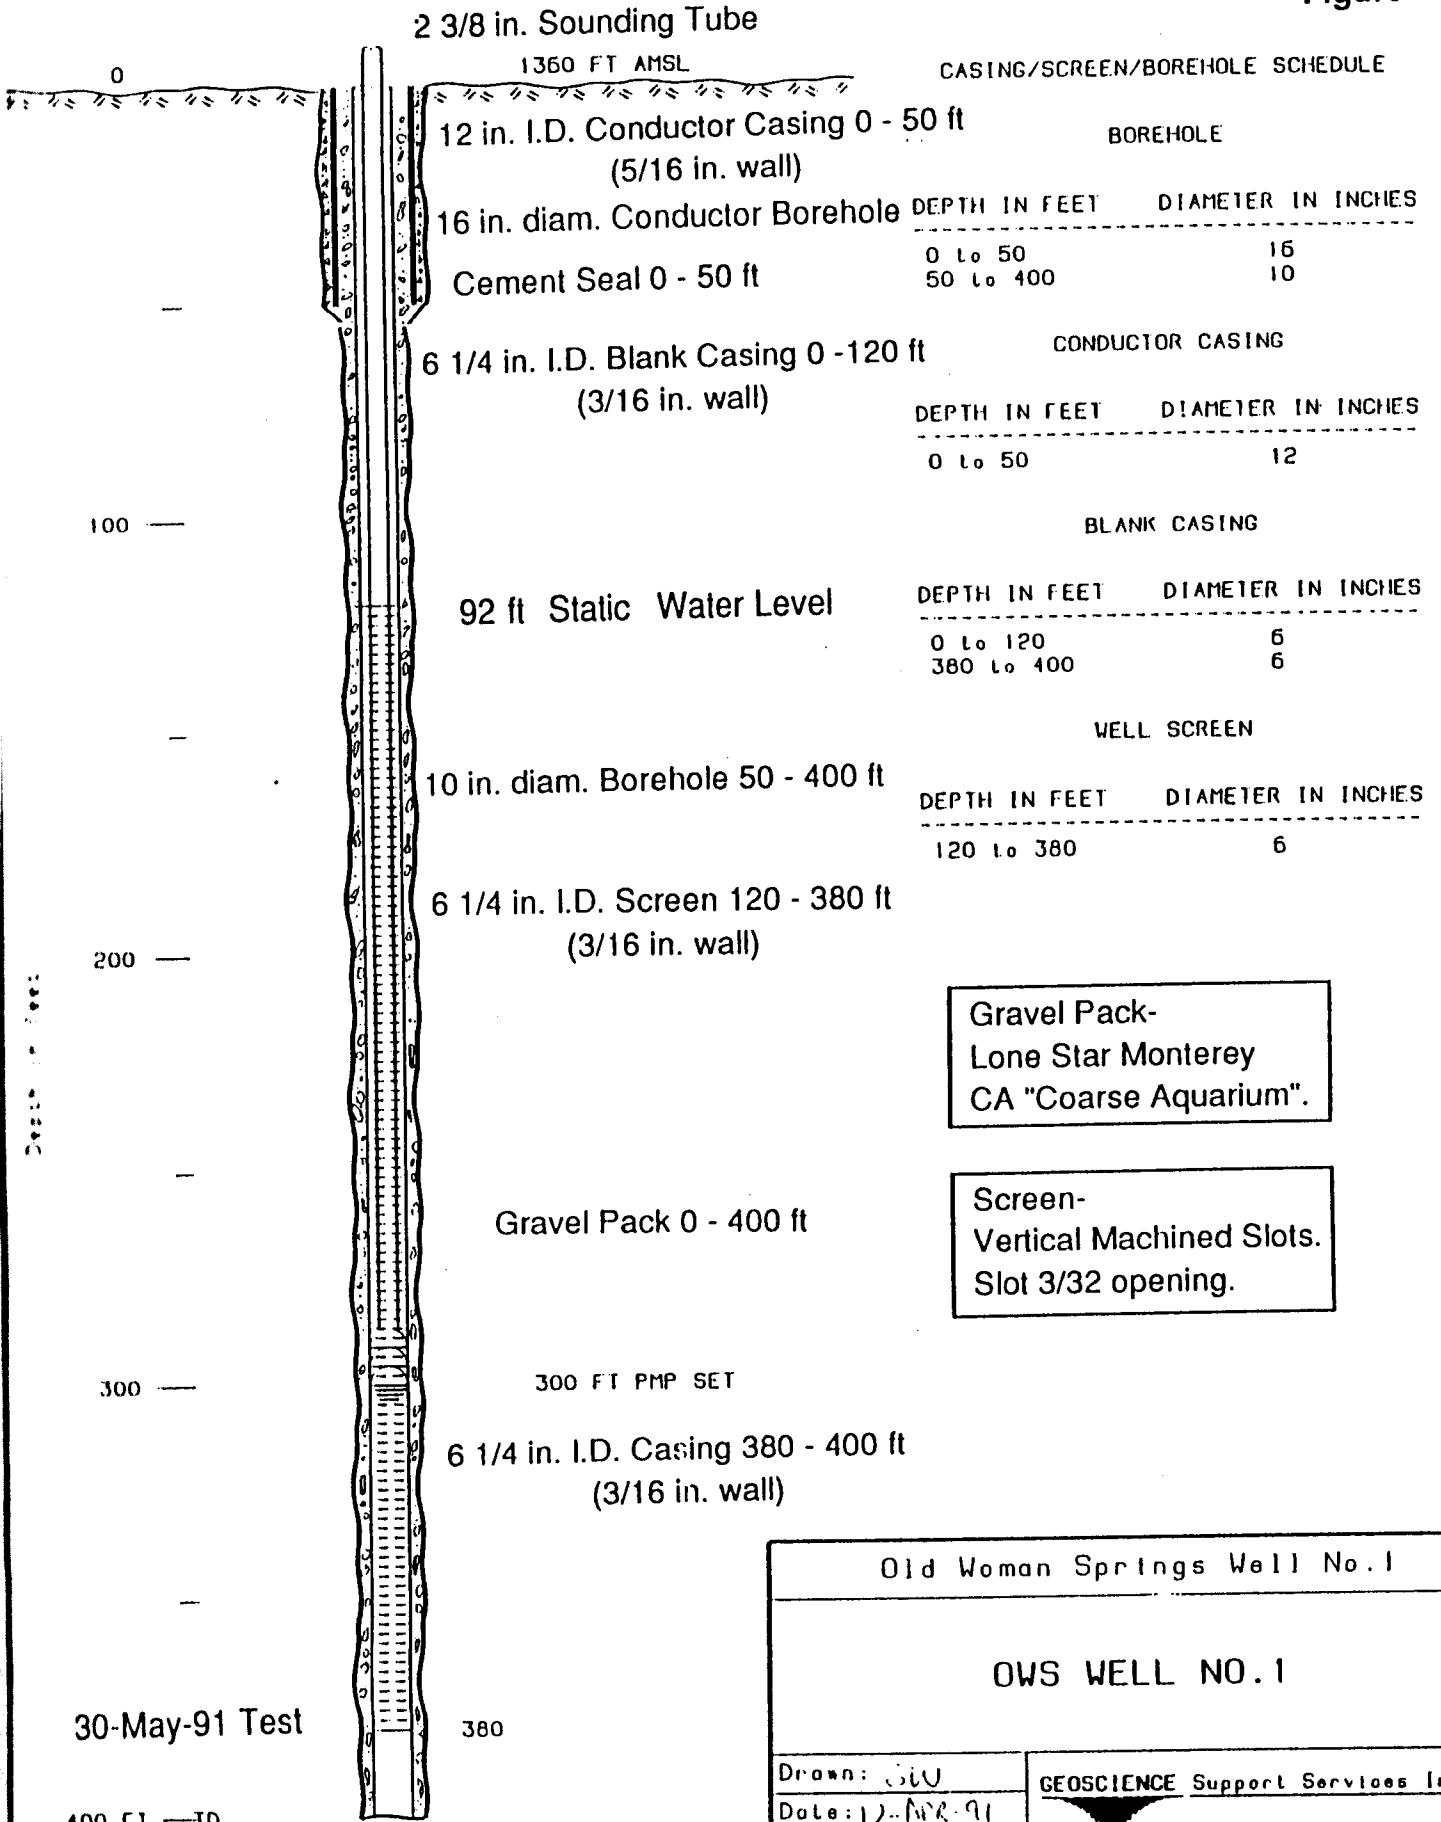 Figure
2 3/8 in. Sounding Tube
0
1360 FT AMSL
CASING/SCREEN/BOREHOLE SCHEDULE
12 in. I.D. Conductor Casing 0 - 50 ft
(5/16 in. wall)
BOREHOLE
16 in. diam. Conductor Borehole
DEPTH IN FEET DIAMETER IN INCHES
0 to 50 16
50 to 400 10
Cement Seal 0 - 50 ft
CONDUCTOR CASING
6 1/4 in. I.D. Blank Casing 0 -120 ft
(3/16 in. wall)
DEPTH IN FEET DIAMETER IN INCHES
0 to 50 12
100
BLANK CASING
92 ft Static Water Level
DEPTH IN FEET DIAMETER IN INCHES
0 to 120 6
380 to 400 6
WELL SCREEN
10 in. diam. Borehole 50 - 400 ft
DEPTH IN FEET DIAMETER IN INCHES
120 to 380 6
6 1/4 in. I.D. Screen 120 - 380 ft
(3/16 in. wall)
200
Gravel Pack-
Lone Star Monterey
CA "Coarse Aquarium".
Gravel Pack 0 - 400 ft
Screen-
Vertical Machined Slots.
Slot 3/32 opening.
300
300 FT PMP SET
6 1/4 in. I.D. Casing 380 - 400 ft
(3/16 in. wall)
Old Woman Springs Well No.1
OWS WELL NO.1
30-May-91 Test
380
Drawn:
GEOSCIENCE Support Services
Date: 12-APR-91
400 FT TD